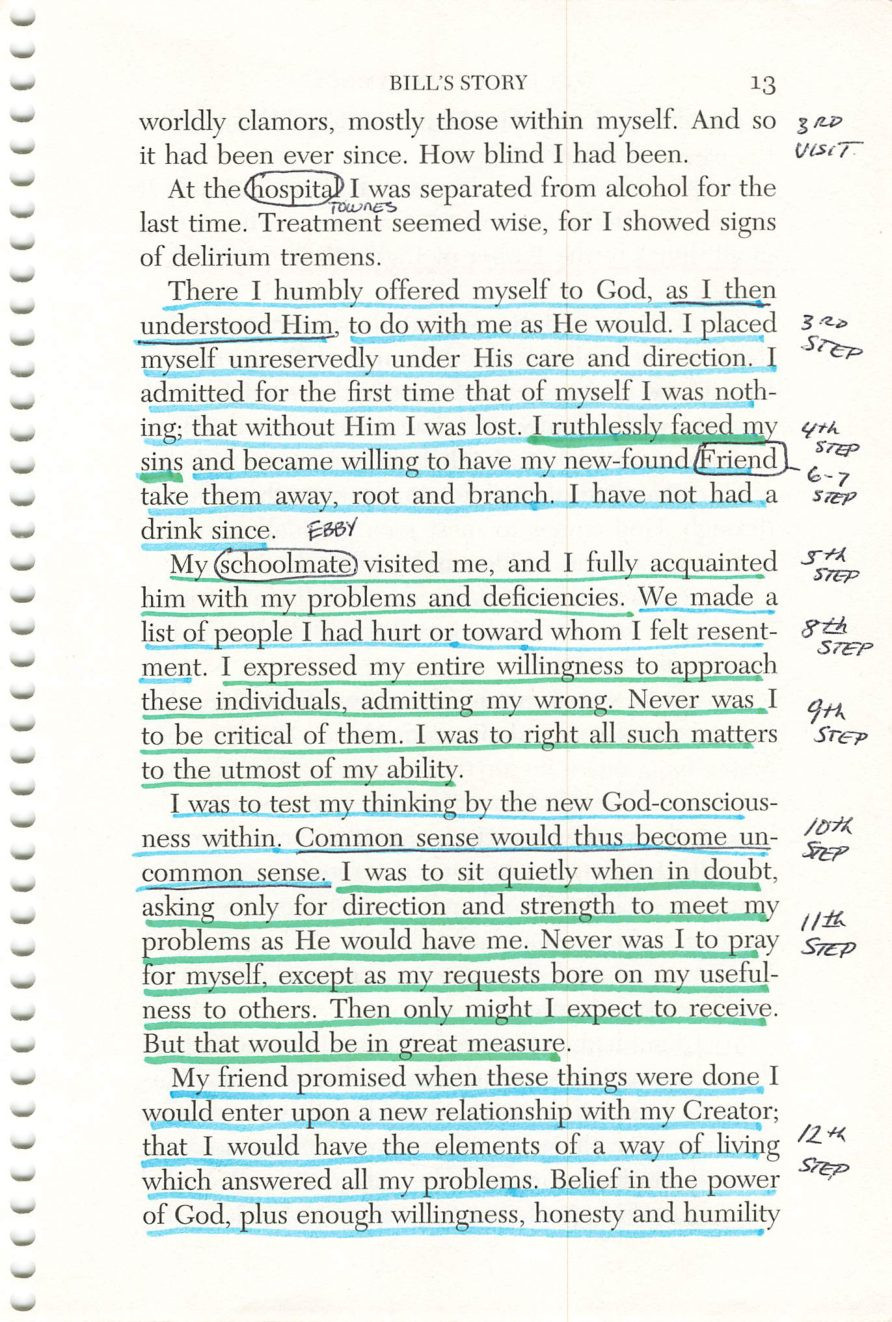 BILL'S STORY 13
worldly clamors, mostly those within myself. And so 3RD
it had been ever since. How blind I had been. VISIT
At the hospital I was separated from alcohol for the
TOWNES
last time. Treatment seemed wise, for I showed signs
of delirium tremens.
There I humbly offered myself to God, as I then
understood Him, to do with me as He would. I placed 3RD
myself unreservedly under His care and direction. I STEP
admitted for the first time that of myself I was noth-
ing; that without Him I was lost. I ruthlessly faced my 4th STEP
sins and became willing to have my new-found Friend 6-7
take them away, root and branch. I have not had a STEP
drink since. EBBY
My schoolmate visited me, and I fully acquainted 5th STEP
him with my problems and deficiencies. We made a
list of people I had hurt or toward whom I felt resent- 8th STEP
ment. I expressed my entire willingness to approach
these individuals, admitting my wrong. Never was I 9th
to be critical of them. I was to right all such matters STEP
to the utmost of my ability.
I was to test my thinking by the new God-conscious- 10th
ness within. Common sense would thus become un- STEP
common sense. I was to sit quietly when in doubt,
asking only for direction and strength to meet my 11th
problems as He would have me. Never was I to pray STEP
for myself, except as my requests bore on my useful-
ness to others. Then only might I expect to receive.
But that would be in great measure.
My friend promised when these things were done I
would enter upon a new relationship with my Creator; 12th
that I would have the elements of a way of living STEP
which answered all my problems. Belief in the power
of God, plus enough willingness, honesty and humility